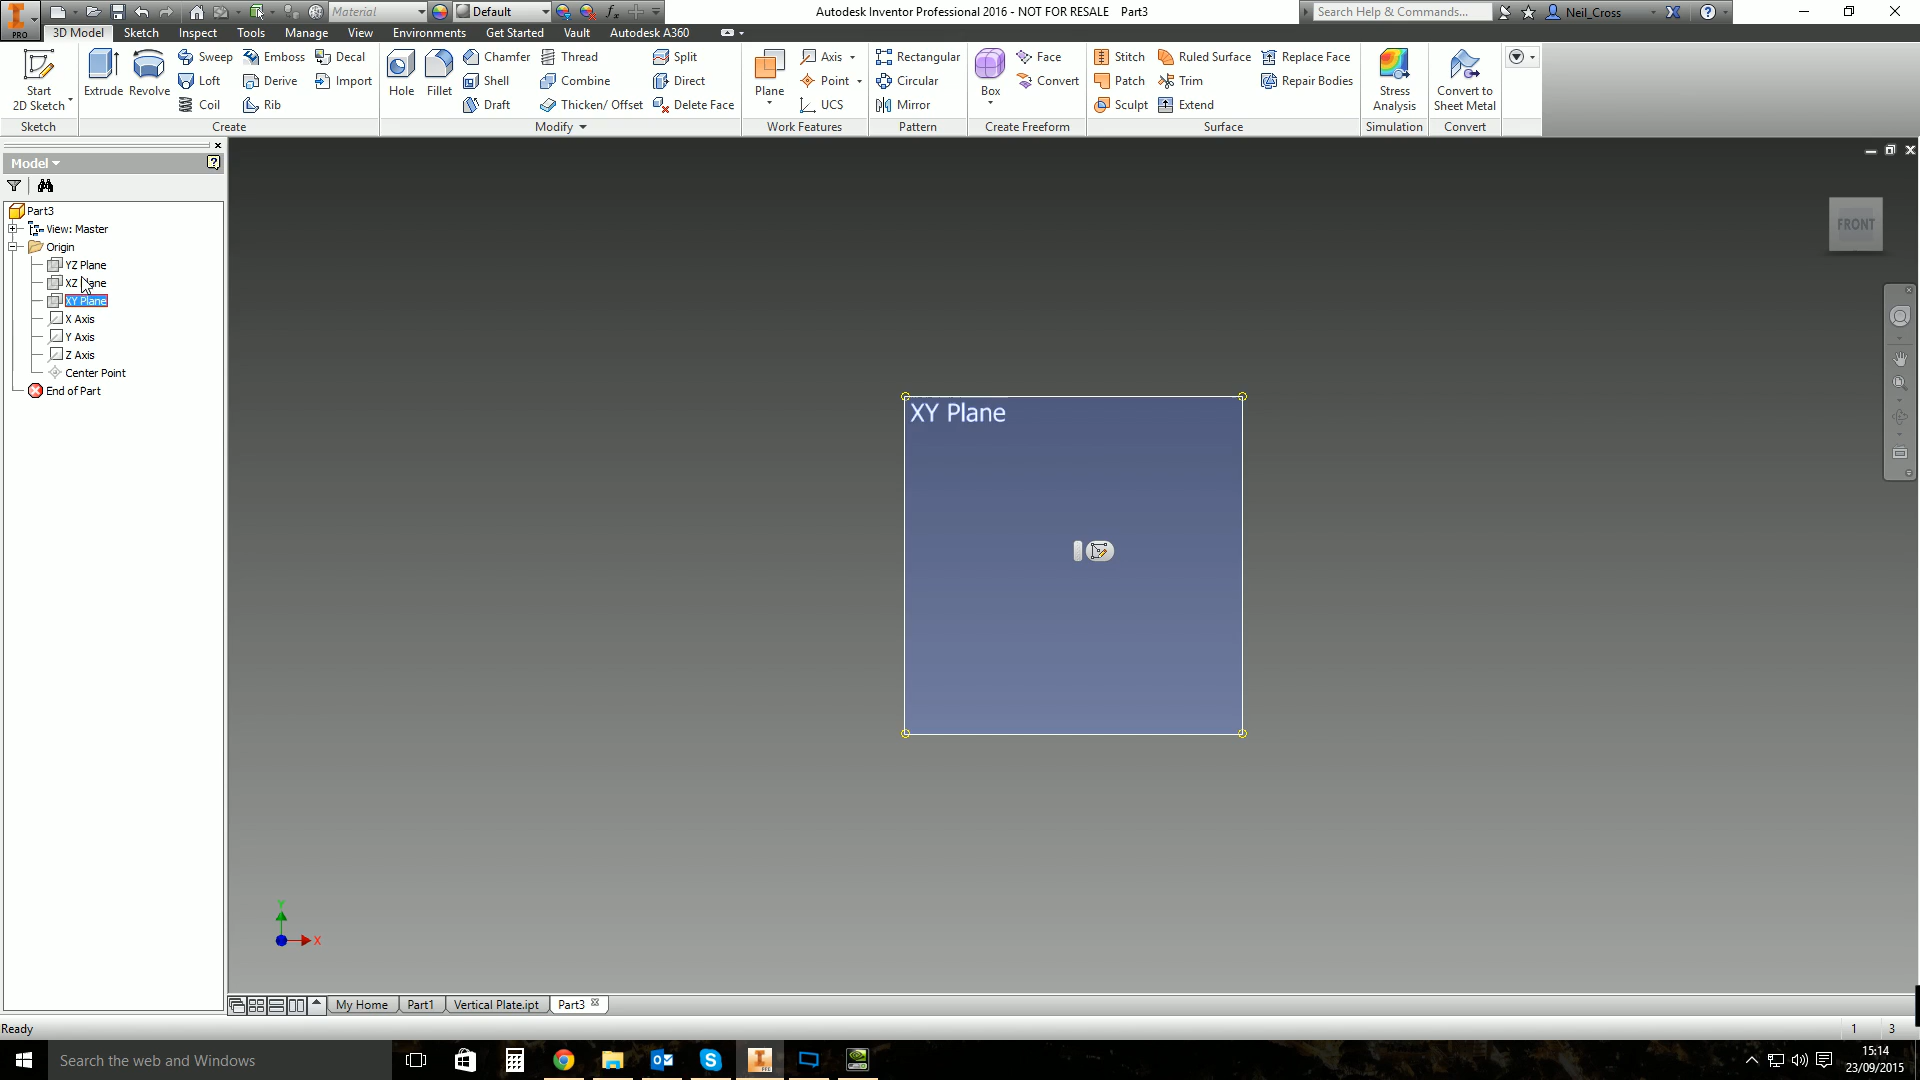 Material
Default
Autodesk Inventor Professional 2016 - NOT FOR RESALE Part3
Search Help & Commands...
Neil_Cross
PRO
3D Model Sketch Inspect Tools Manage View Environments Get Started Vault Autodesk A360
Start
2D Sketch
Extrude
Revolve
Sweep
Loft
Coil
Emboss
Derive
Rib
Decal
Import
Hole
Fillet
Chamfer
Shell
Draft
Thread
Combine
Thicken/ Offset
Split
Direct
Delete Face
Plane
Axis
Point
UCS
Rectangular
Circular
Mirror
Box
Face
Convert
Stitch
Patch
Sculpt
Ruled Surface
Trim
Extend
Replace Face
Repair Bodies
Stress
Analysis
Convert to
Sheet Metal
Sketch Create Modify Work Features Pattern Create Freeform Surface Simulation Convert
Model
Part3
View: Master
Origin
YZ Plane
XZ Plane
XY Plane
X Axis
Y Axis
Z Axis
Center Point
End of Part
FRONT
XY Plane
Y
X
My Home Part1 Vertical Plate.ipt Part3
Ready
1 3
Search the web and Windows
15:14
23/09/2015